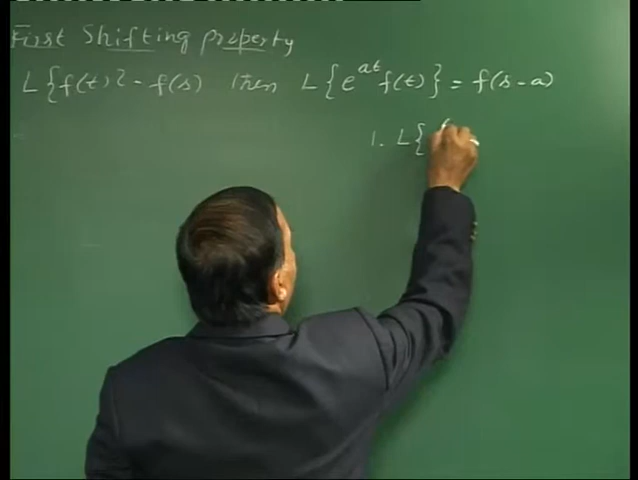 First Shifting property
L{f(t)} = f(s) Then L{e^{at}f(t)} = f(s-a)
1. L{